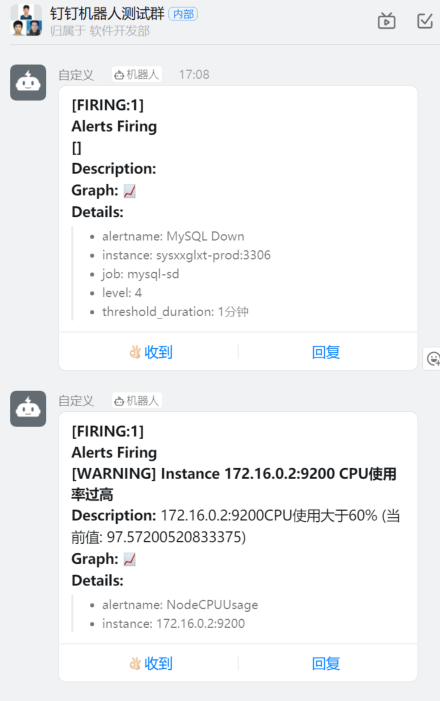 钉钉机器人测试群 内部
归属于 软件开发部
自定义 机器人 17:08
[FIRING:1]
Alerts Firing
[]
Description:
Graph:
Details:
alertname: MySQL Down
instance: sysxxglxt-prod:3306
job: mysql-sd
level: 4
threshold_duration: 1分钟
收到 回复
自定义 机器人
[FIRING:1]
Alerts Firing
[WARNING] Instance 172.16.0.2:9200 CPU使用
率过高
Description: 172.16.0.2:9200CPU使用大于60% (当
前值: 97.57200520833375)
Graph:
Details:
alertname: NodeCPUUsage
instance: 172.16.0.2:9200
收到 回复